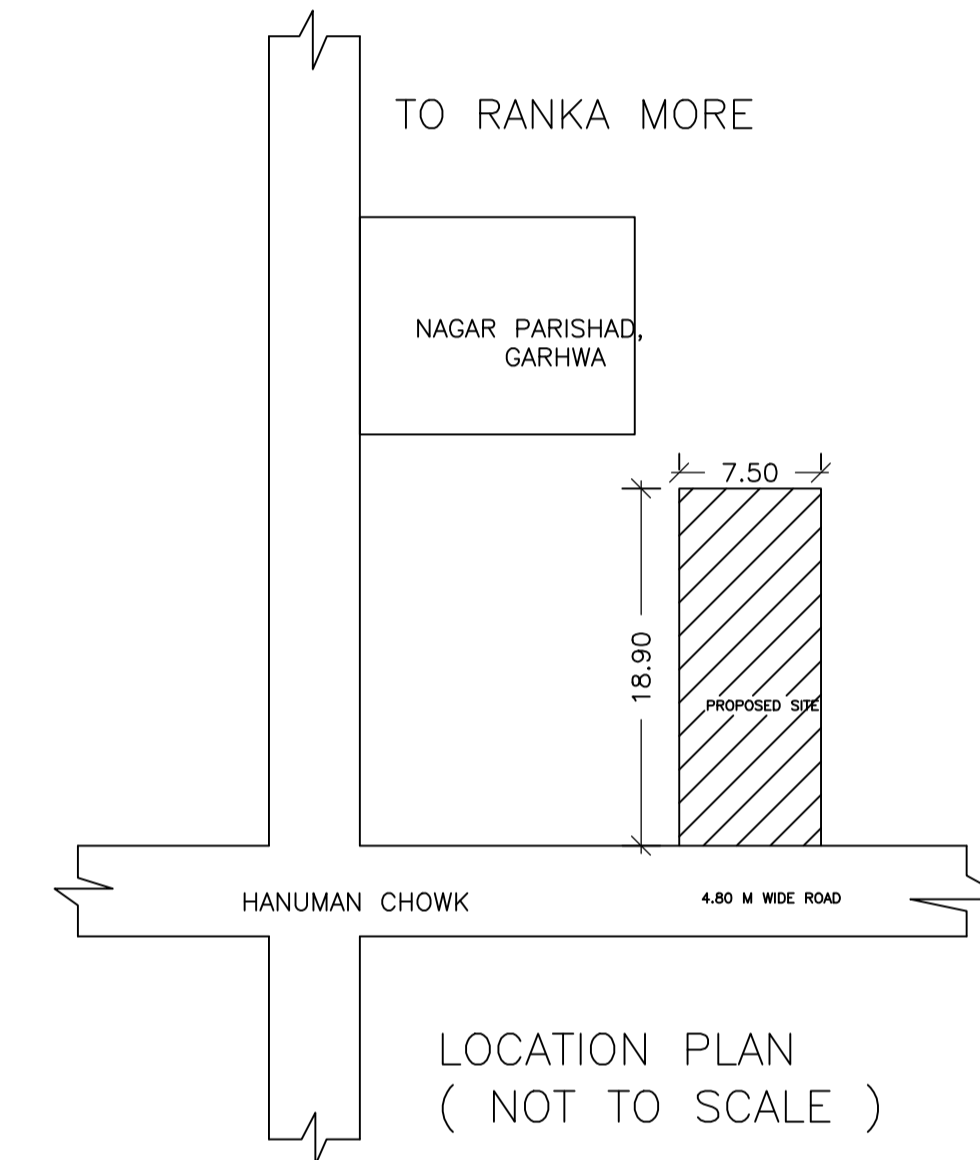 TO RANKA MORE
NAGAR PARISHAD,
GARHWA
7.50
18.90
PROPOSED SITE
HANUMAN CHOWK
4.80 M WIDE ROAD
LOCATION PLAN
( NOT TO SCALE )